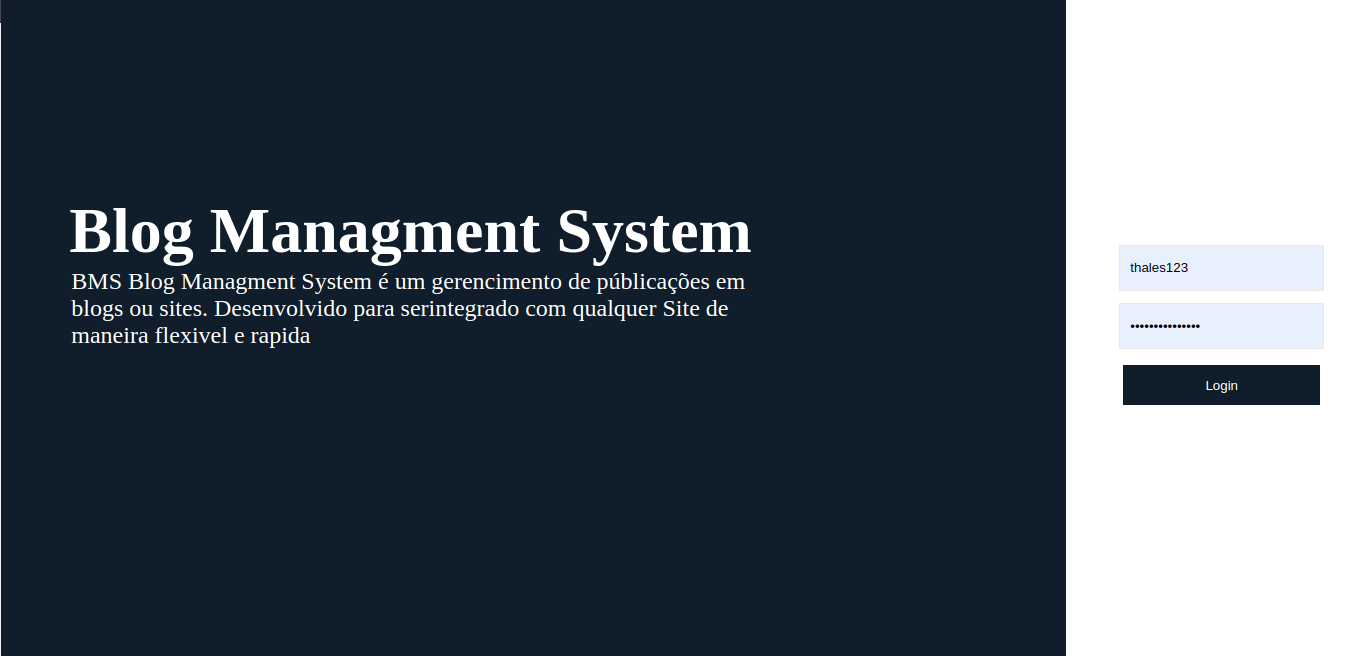 Blog Managment System
BMS Blog Managment System é um gerencimento de públicações em
blogs ou sites. Desenvolvido para serintegrado com qualquer Site de
maneira flexivel e rapida
thales123
•••••••••••••••
Login